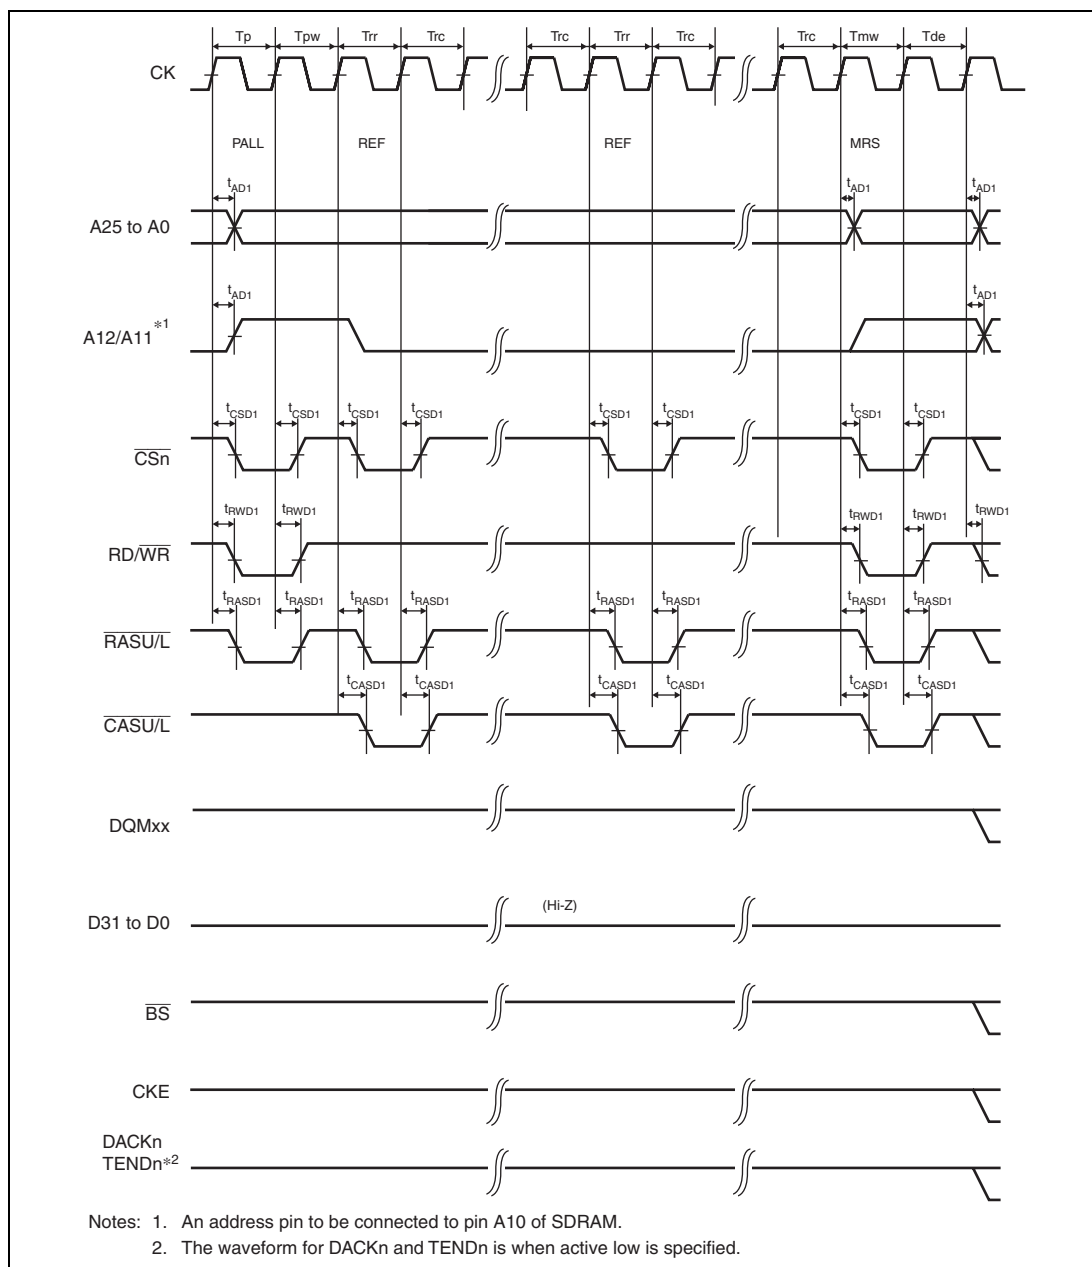 Tp Tpw Trr Trc Trc Trr Trc Trc Tmw Tde
CK
PALL REF REF MRS
tAD1 tAD1 tAD1
A25 to A0
tAD1 tAD1
A12/A11*1
tCSD1 tCSD1 tCSD1 tCSD1 tCSD1 tCSD1 tCSD1 tCSD1
CSn
tRWD1 tRWD1 tRWD1 tRWD1 tRWD1
RD/WR
tRASD1 tRASD1 tRASD1 tRASD1 tRASD1 tRASD1 tRASD1 tRASD1
RASU/L
tCASD1 tCASD1 tCASD1 tCASD1 tCASD1 tCASD1
CASU/L
DQMxx
(Hi-Z)
D31 to D0
BS
CKE
DACKn
TENDn*2
Notes: 1. An address pin to be connected to pin A10 of SDRAM.
2. The waveform for DACKn and TENDn is when active low is specified.